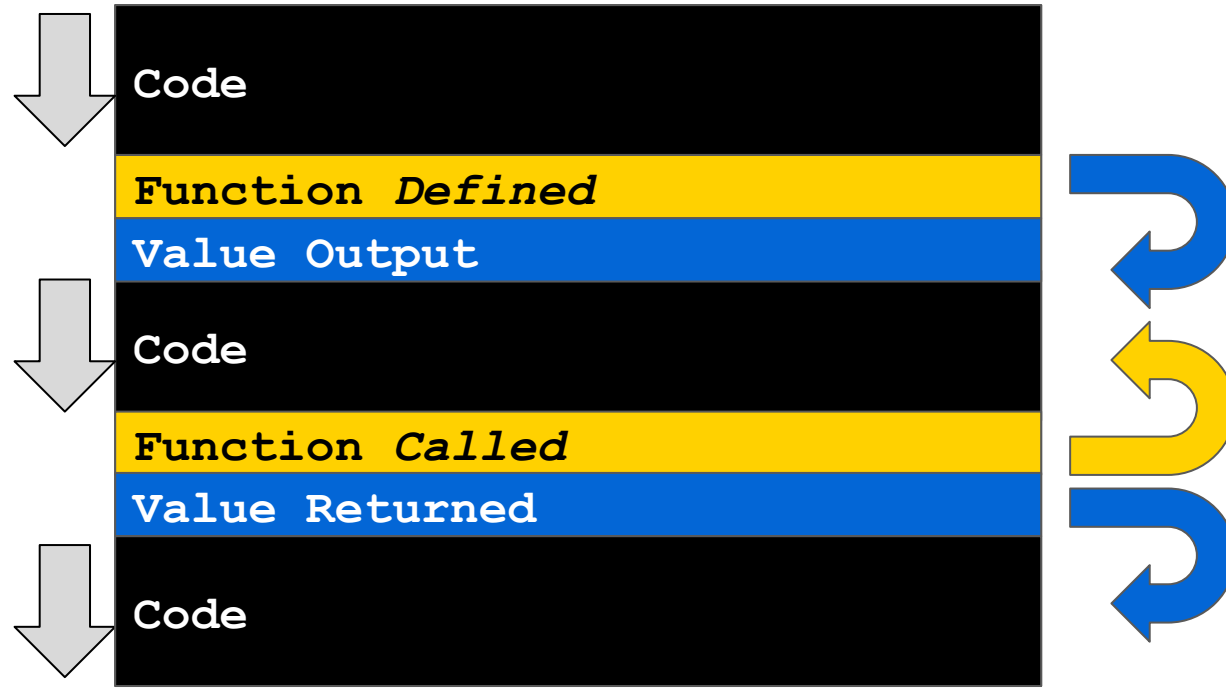 Code
Function Defined
Value Output
Code
Function Called
Value Returned
Code